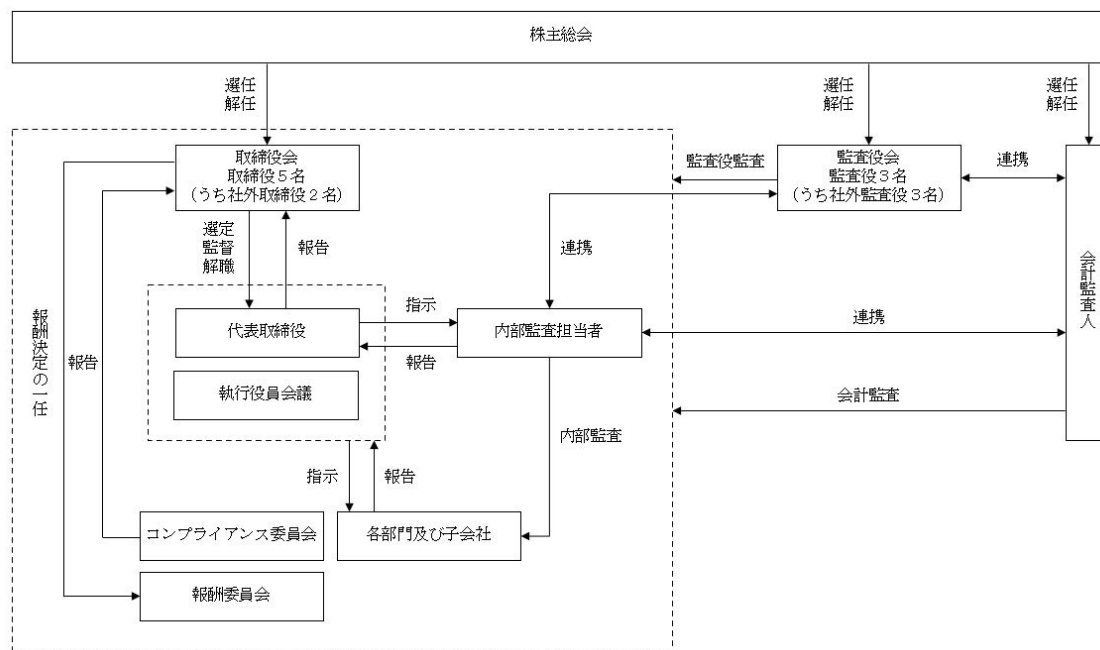 株主総会
選任
解任
選任
解任
選任
解任
取締役会
取締役5名
(うち社外取締役2名)
監査役監査
監査役会
監査役3名
(うち社外監査役3名)
連携
選定
監督
解職
報告
連携
会計監査人
報酬決定の一任
報告
代表取締役
指示
報告
内部監査担当者
連携
執行役員会議
会計監査
内部監査
指示
報告
コンプライアンス委員会
各部門及び子会社
報酬委員会